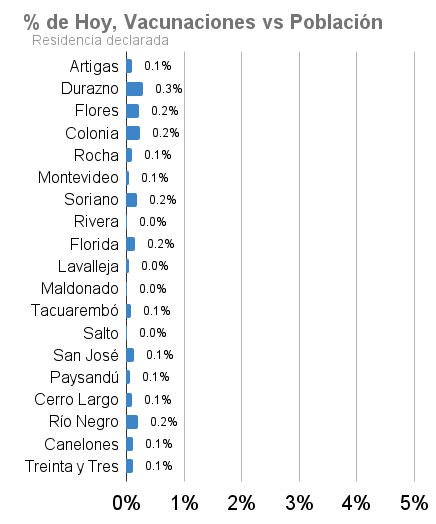 % de Hoy, Vacunaciones vs Población
Residencia declarada
Artigas 0.1%
Durazno 0.3%
Flores 0.2%
Colonia 0.2%
Rocha 0.1%
Montevideo 0.1%
Soriano 0.2%
Rivera 0.0%
Florida 0.2%
Lavalleja 0.0%
Maldonado 0.0%
Tacuarembó 0.1%
Salto 0.0%
San José 0.1%
Paysandú 0.1%
Cerro Largo 0.1%
Río Negro 0.2%
Canelones 0.1%
Treinta y Tres 0.1%
0% 1% 2% 3% 4% 5%